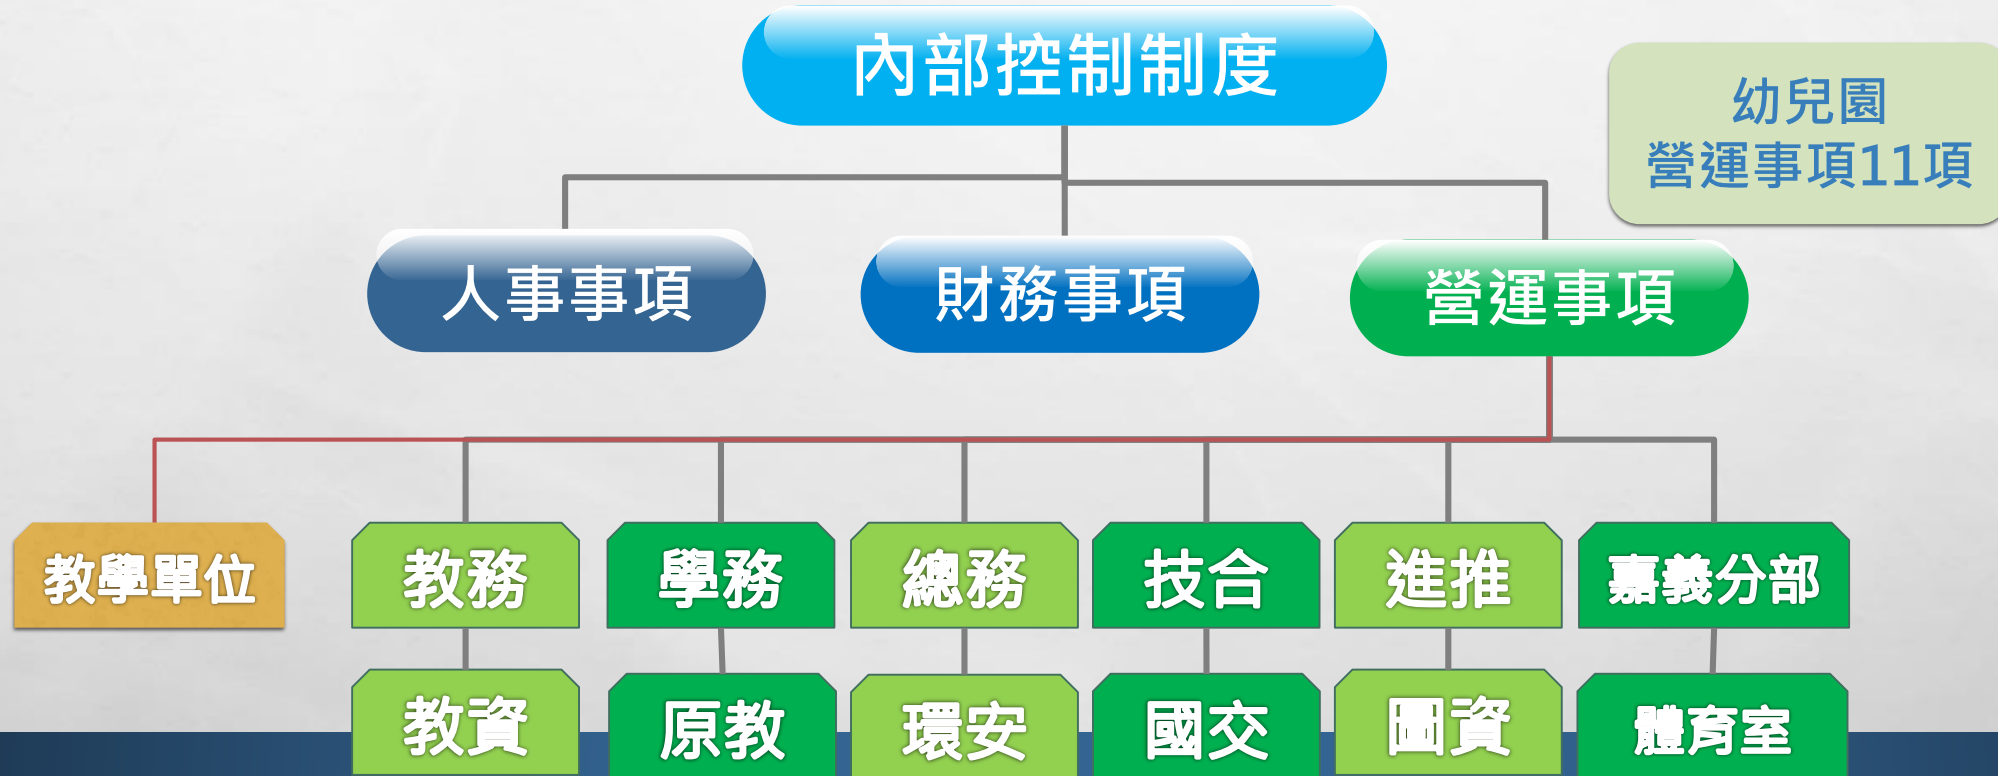 內部控制制度
幼兒園
營運事項11項
人事事項
財務事項
營運事項
教學單位
教務
學務
總務
技合
進推
嘉義分部
教資
原教
環安
國交
圖資
體育室